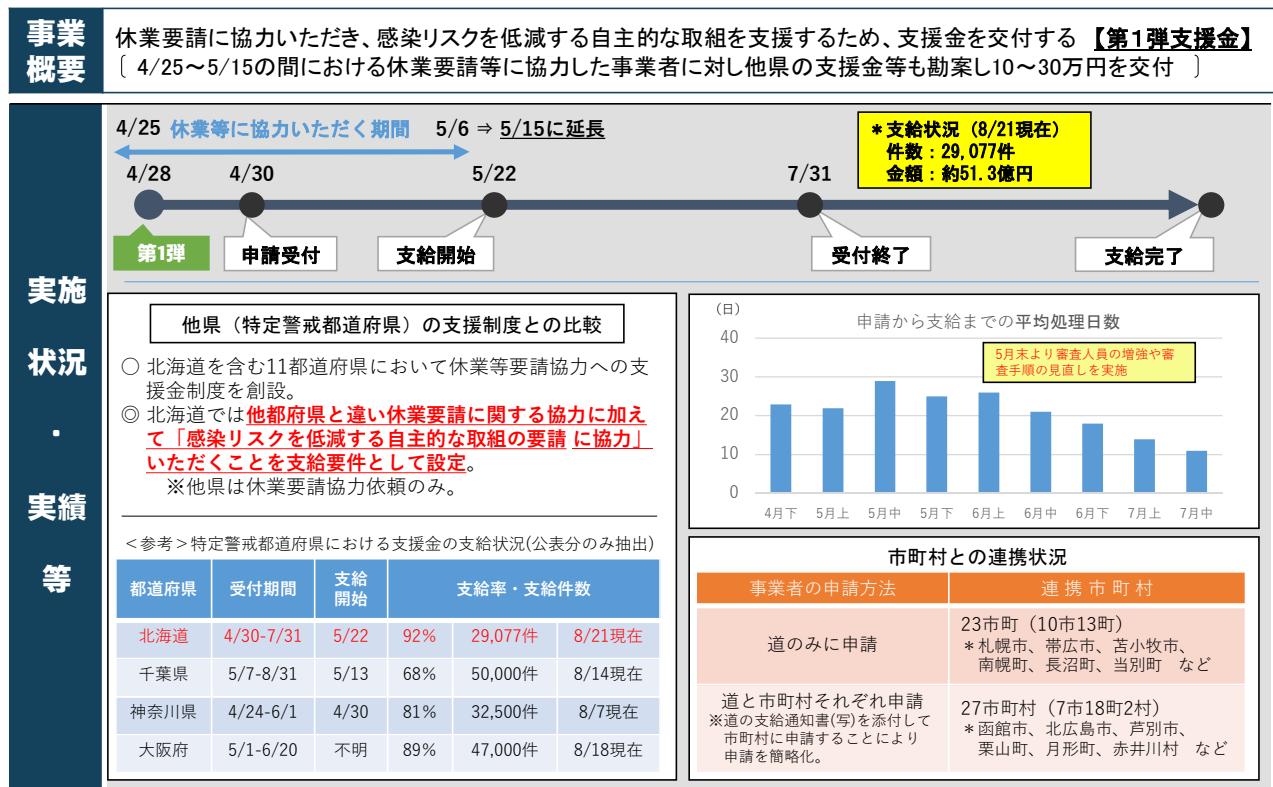 事業
概要
休業要請に協力いただき、感染リスクを低減する自主的な取組を支援するため、支援金を交付する 【第1弾支援金】
〔 4/25～5/15の間における休業要請等に協力した事業者に対し他県の支援金等も勘案し10～30万円を交付 〕
実施
状況
・
実績
等
4/25 休業等に協力いただく期間 5/6 ⇒ 5/15に延長
＊支給状況（8/21現在）
件数：29,077件
金額：約51.3億円
4/28 4/30 5/22 7/31
第1弾 申請受付 支給開始 受付終了 支給完了
他県（特定警戒都道府県）の支援制度との比較
○ 北海道を含む11都道府県において休業等要請協力への支
援金制度を創設。
◎ 北海道では他都府県と違い休業要請に関する協力に加え
て「感染リスクを低減する自主的な取組の要請 に協力」
いただくことを支給要件として設定。
※他県は休業要請協力依頼のみ。
＜参考＞特定警戒都道府県における支援金の支給状況(公表分のみ抽出)
都道府県 受付期間 支給
開始 支給率・支給件数
北海道 4/30-7/31 5/22 92% 29,077件 8/21現在
千葉県 5/7-8/31 5/13 68% 50,000件 8/14現在
神奈川県 4/24-6/1 4/30 81% 32,500件 8/7現在
大阪府 5/1-6/20 不明 89% 47,000件 8/18現在
（日）
申請から支給までの平均処理日数
5月末より審査人員の増強や審
査手順の見直しを実施
40
30
20
10
0
4月下 5月上 5月中 5月下 6月上 6月中 6月下 7月上 7月中
市町村との連携状況
事業者の申請方法 連携市町村
道のみに申請
23市町（10市13町）
＊札幌市、帯広市、苫小牧市、
南幌町、長沼町、当別町 など
道と市町村それぞれ申請
※道の支給通知書(写)を添付して
市町村に申請することにより
申請を簡略化。
27市町村（7市18町2村）
＊函館市、北広島市、芦別市、
栗山町、月形町、赤井川村 など